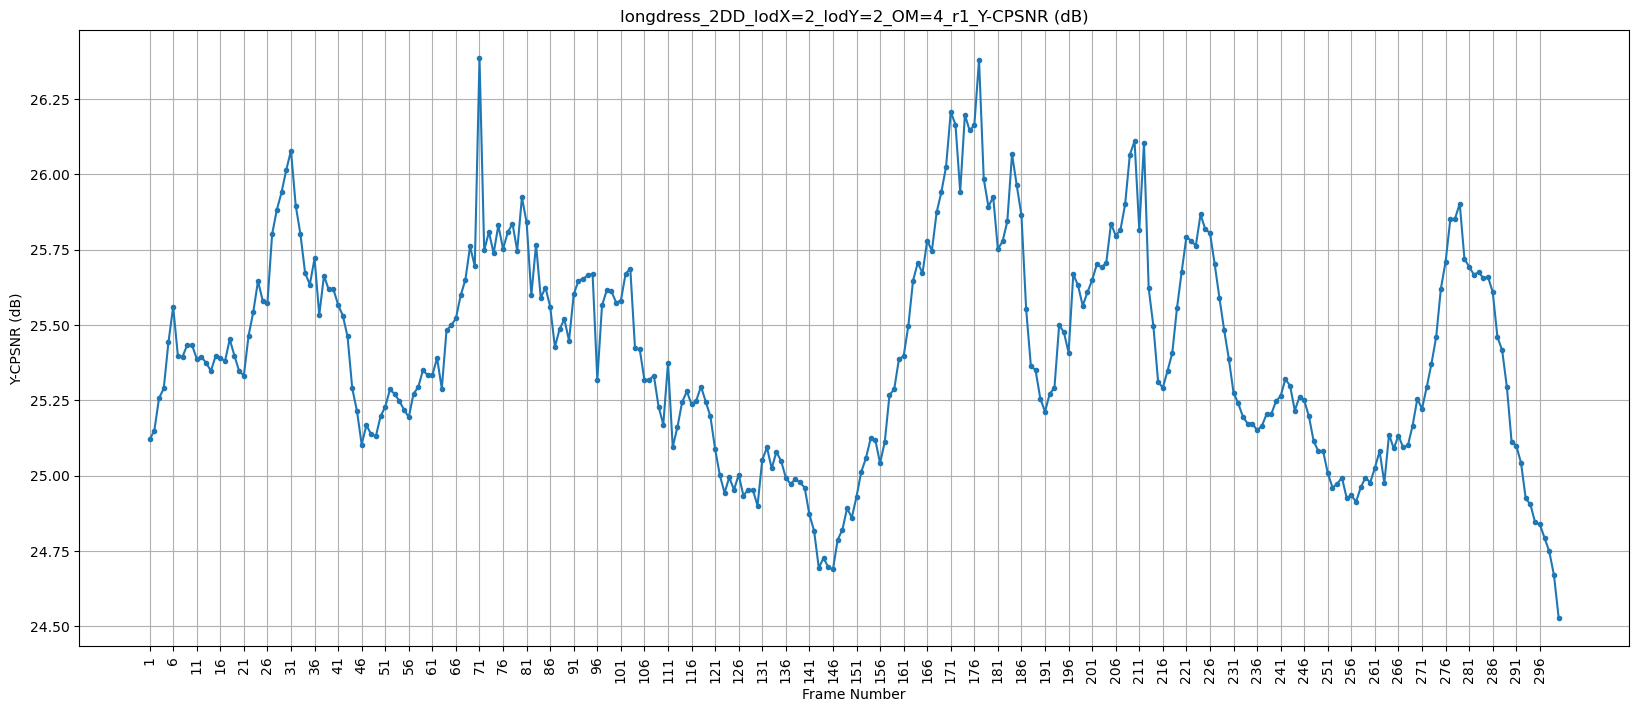 longdress_2DD_lodX=2_lodY=2_OM=4_r1_Y-CPSNR (dB)
Y-CPSNR (dB)
26.25
26.00
25.75
25.50
25.25
25.00
24.75
24.50
1 6 11 16 21 26 31 36 41 46 51 56 61 66 71 76 81 86 91 96 101 106 111 116 121 126 131 136 141 146 151 156 161 166 171 176 181 186 191 196 201 206 211 216 221 226 231 236 241 246 251 256 261 266 271 276 281 286 291 296
Frame Number